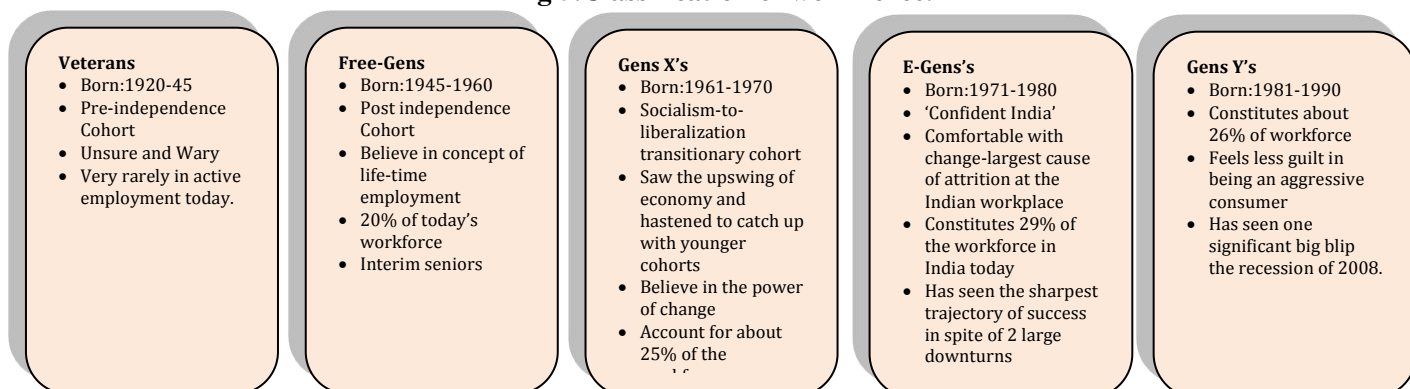 Veterans
• Born:1920-45
• Pre-independence
Cohort
• Unsure and Wary
• Very rarely in active
employment today.
Free-Gens
• Born:1945-1960
• Post independence
Cohort
• Believe in concept of
life-time
employment
• 20% of today's
workforce
• Interim seniors
Gens X's
• Born:1961-1970
• Socialism-to-
liberalization
transitionary cohort
• Saw the upswing of
economy and
hastened to catch up
with younger
cohorts
• Believe in the power
of change
• Account for about
25% of the
E-Gens's
• Born:1971-1980
• 'Confident India'
• Comfortable with
change-largest cause
of attrition at the
Indian workplace
• Constitutes 29% of
the workforce in
India today
• Has seen the sharpest
trajectory of success
in spite of 2 large
downturns
Gens Y's
• Born:1981-1990
• Constitutes about
26% of workforce
• Feels less guilt in
being an aggressive
consumer
• Has seen one
significant big blip
the recession of 2008.